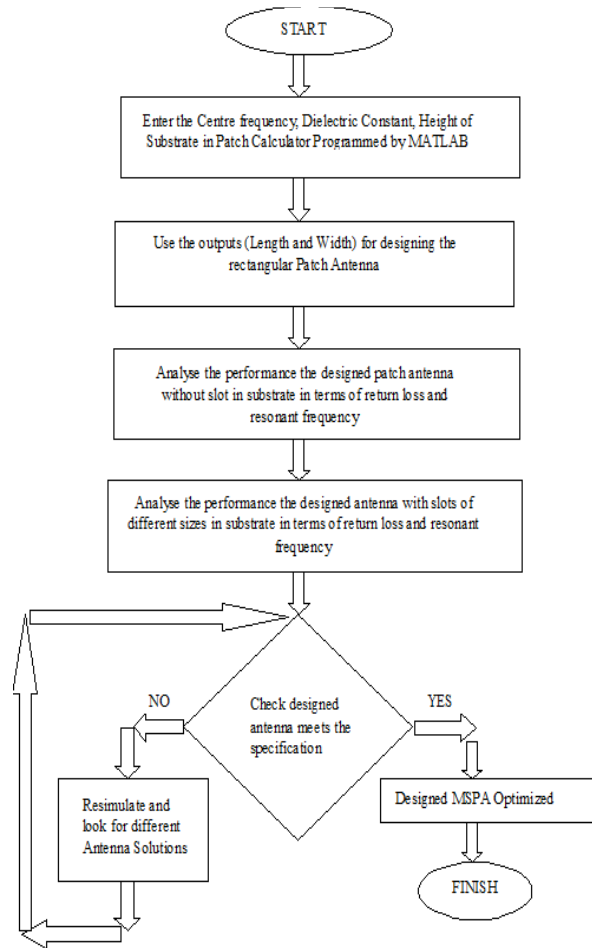 START
Enter the Centre frequency, Dielectric Constant, Height of
Substrate in Patch Calculator Programmed by MATLAB
Use the outputs (Length and Width) for designing the
rectangular Patch Antenna
Analyse the performance the designed patch antenna
without slot in substrate in terms of return loss and
resonant frequency
Analyse the performance the designed antenna with slots of
different sizes in substrate in terms of return loss and resonant
frequency
Check designed
antenna meets the
specification
NO
YES
Resimulate and
look for different
Antenna Solutions
Designed MSPA Optimized
FINISH